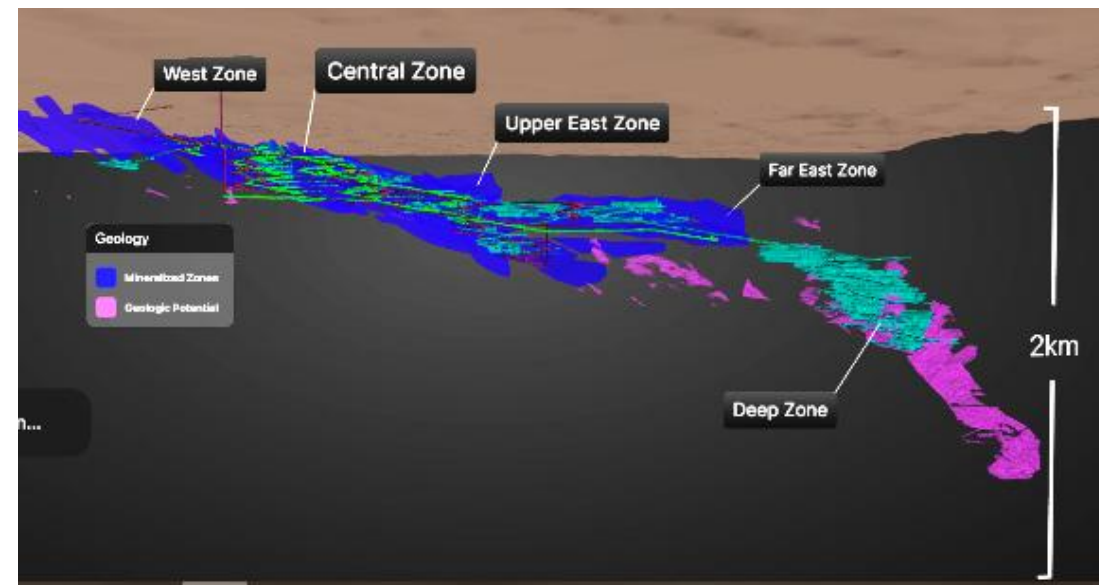 West Zone
Central Zone
Upper East Zone
Far East Zone
Geology
Mineralized Zones
Geologic Potential
2km
Deep Zone
n...